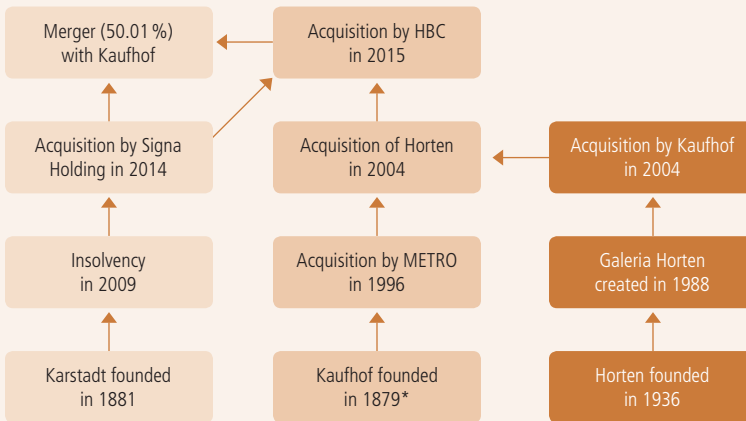 Merger (50.01 %)
with Kaufhof
Acquisition by HBC
in 2015
Acquisition by Signa
Holding in 2014
Acquisition of Horten
in 2004
Acquisition by Kaufhof
in 2004
Insolvency
in 2009
Acquisition by METRO
in 1996
Galeria Horten
created in 1988
Karstadt founded
in 1881
Kaufhof founded
in 1879*
Horten founded
in 1936